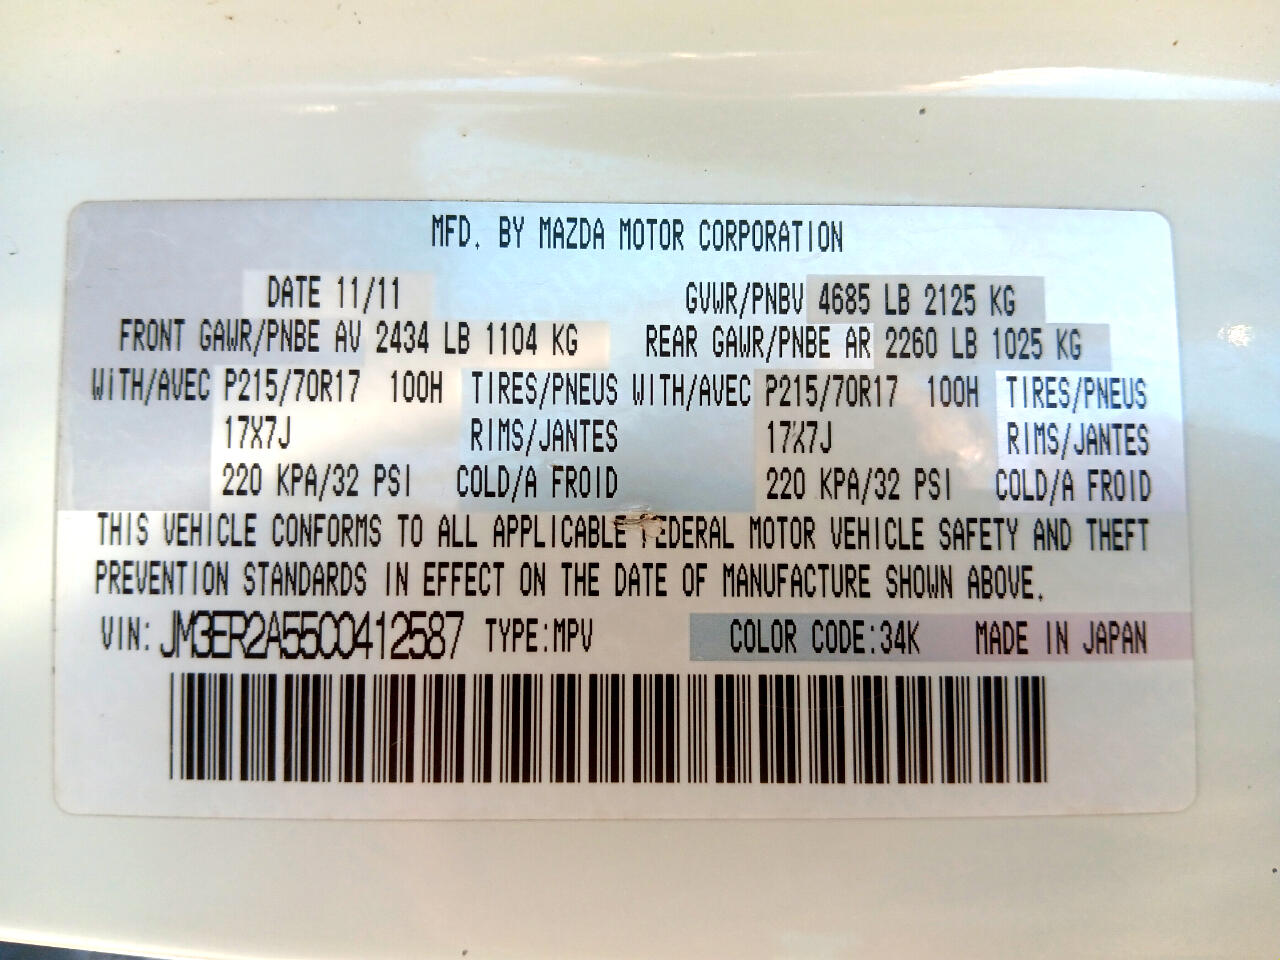 MFD. BY MAZDA MOTOR CORPORATION
DATE 11/11 GVWR/PNBV 4685 LB 2125 KG
FRONT GAWR/PNBE AV 2434 LB 1104 KG REAR GAWR/PNBE AR 2260 LB 1025 KG
WITH/AVEC P215/70R17 100H TIRES/PNEUS WITH/AVEC P215/70R17 100H TIRES/PNEUS
17X7J RIMS/JANTES 17X7J RIMS/JANTES
220 KPA/32 PSI COLD/A FROID 220 KPA/32 PSI COLD/A FROID
THIS VEHICLE CONFORMS TO ALL APPLICABLE FEDERAL MOTOR VEHICLE SAFETY AND THEFT
PREVENTION STANDARDS IN EFFECT ON THE DATE OF MANUFACTURE SHOWN ABOVE.
VIN: JM3ER2A55C0412587 TYPE:MPV COLOR CODE:34K MADE IN JAPAN